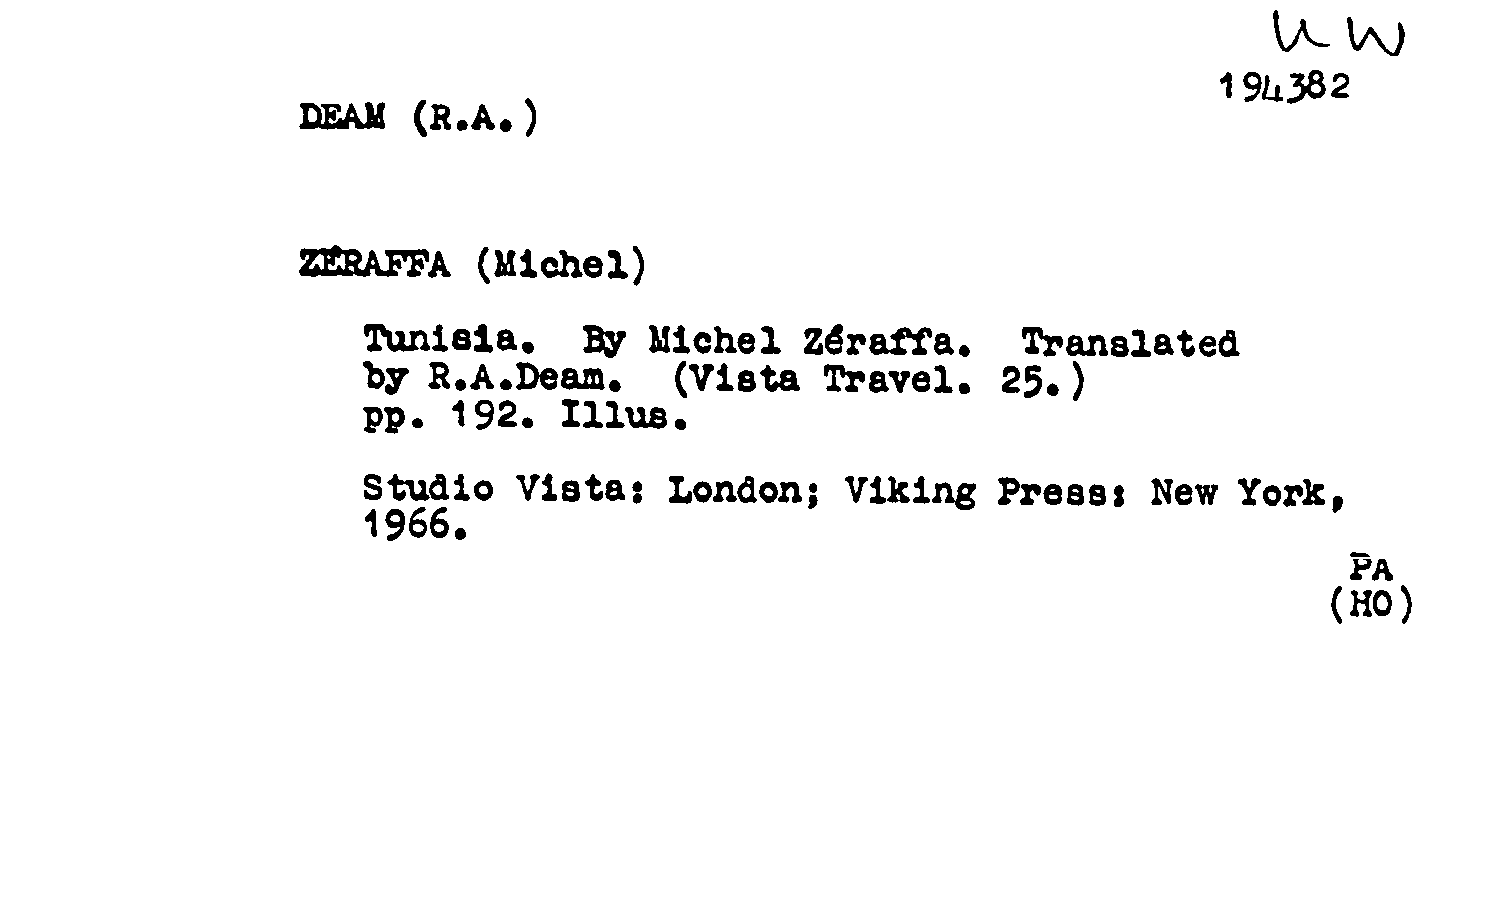 UW
194382
DEAM (R.A.)
ZÉRAFFA (Michel)
Tunisia. By Michel Zéraffa. Translated
by R.A.Deam. (Vista Travel. 25.)
pp. 192. Illus.
Studio Vista: London; Viking Press: New York,
1966.
PA
(HO)